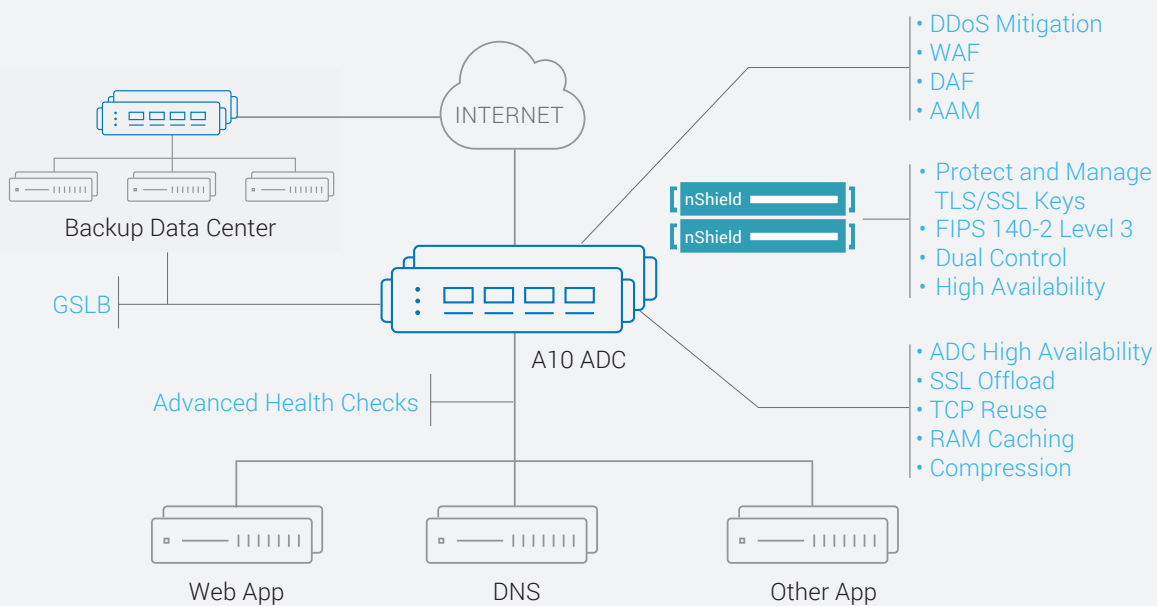 • DDoS Mitigation
• WAF
• DAF
• AAM
INTERNET
Backup Data Center
nShield
nShield
• Protect and Manage
TLS/SSL Keys
• FIPS 140-2 Level 3
• Dual Control
• High Availability
GSLB
A10 ADC
• ADC High Availability
• SSL Offload
• TCP Reuse
• RAM Caching
• Compression
Advanced Health Checks
Web App
DNS
Other App